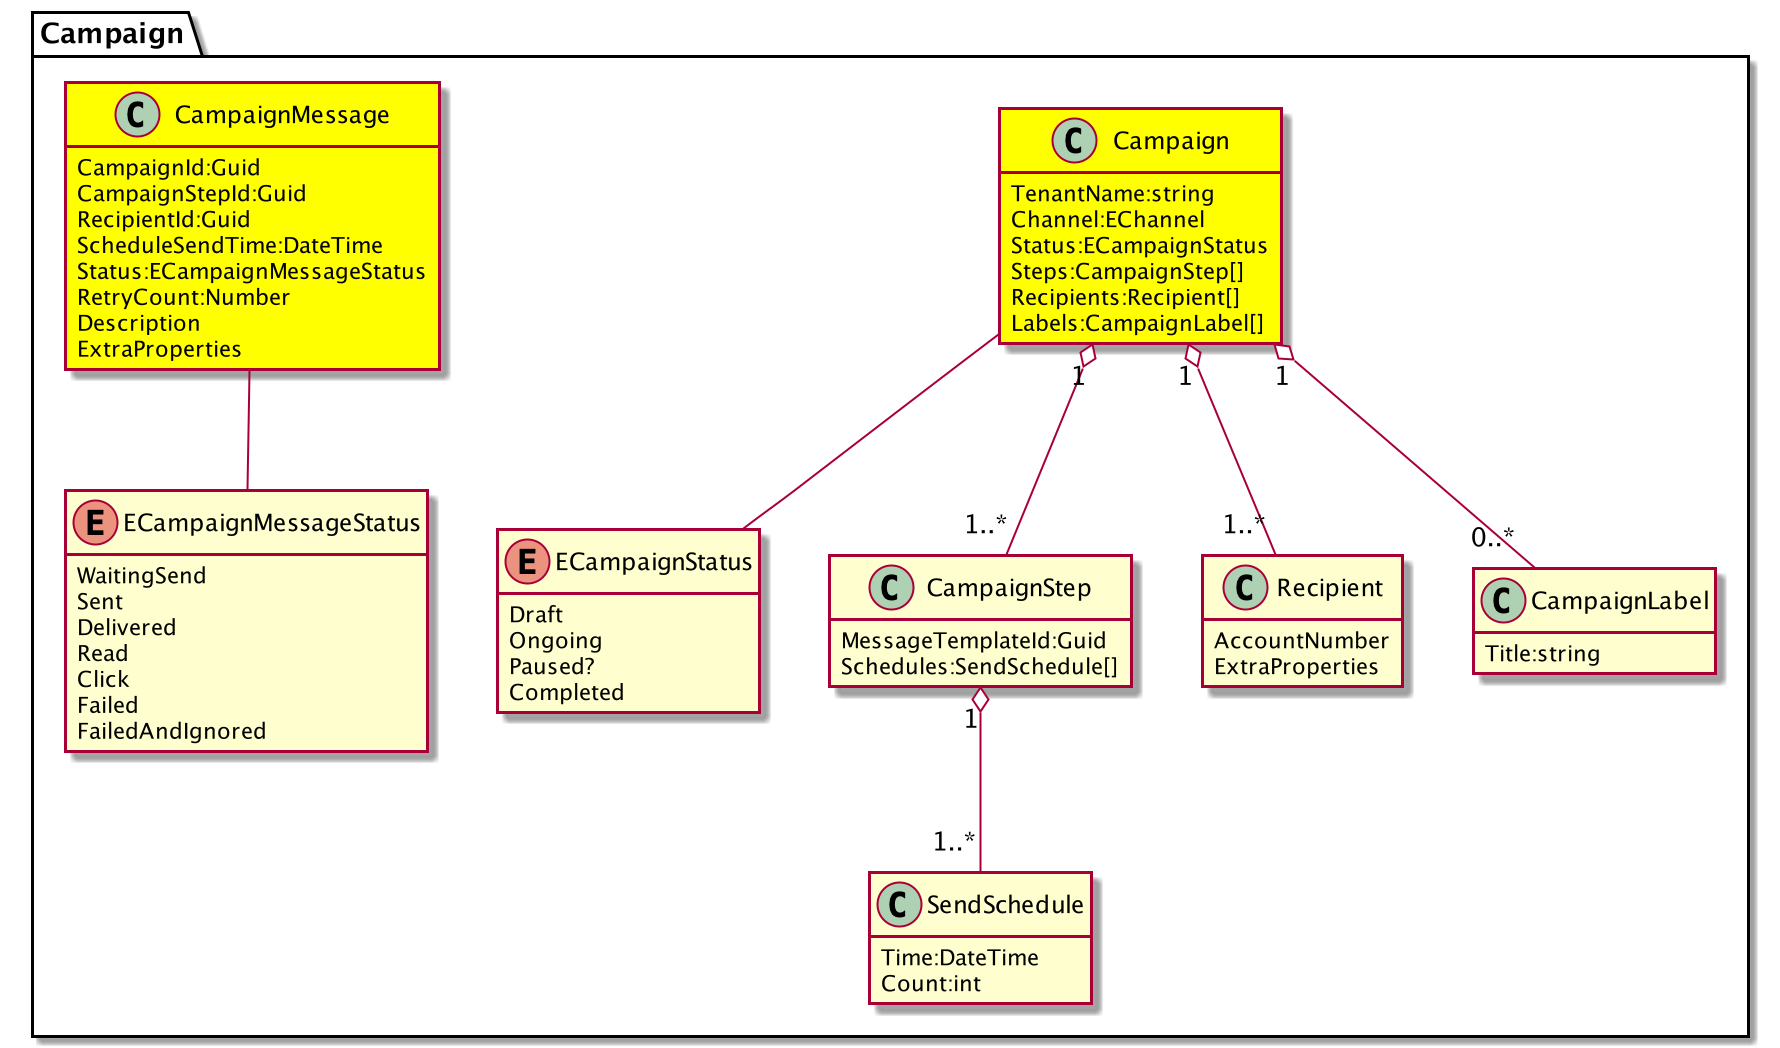 Campaign
C CampaignMessage
CampaignId:Guid
CampaignStepId:Guid
RecipientId:Guid
ScheduleSendTime:DateTime
Status:ECampaignMessageStatus
RetryCount:Number
Description
ExtraProperties
C Campaign
TenantName:string
Channel:EChannel
Status:ECampaignStatus
Steps:CampaignStep[]
Recipients:Recipient[]
Labels:CampaignLabel[]
1
1
1
1..*
1..*
0..*
E ECampaignMessageStatus
WaitingSend
Sent
Delivered
Read
Click
Failed
FailedAndIgnored
E ECampaignStatus
Draft
Ongoing
Paused?
Completed
C CampaignStep
MessageTemplateId:Guid
Schedules:SendSchedule[]
C Recipient
AccountNumber
ExtraProperties
C CampaignLabel
Title:string
1
1..*
C SendSchedule
Time:DateTime
Count:int